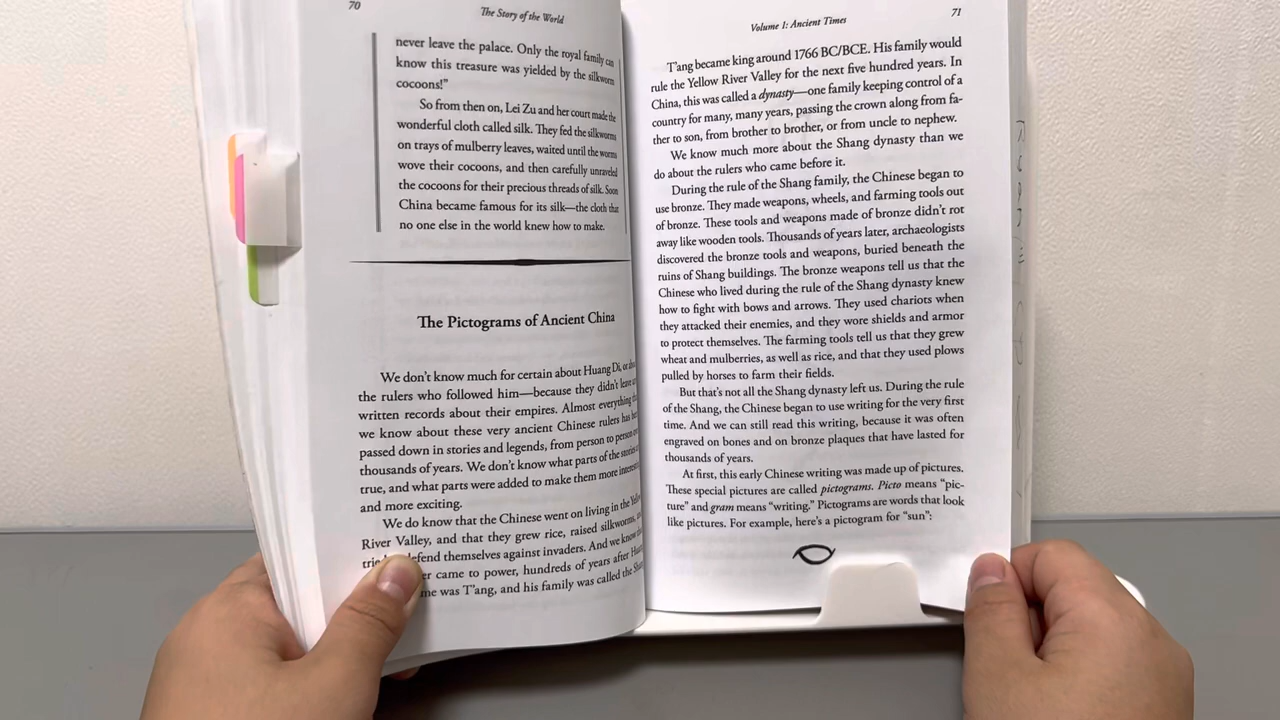 70
The Story of the World
never leave the palace. Only the royal family can
know this treasure was yielded by the silkworm
cocoons!”
So from then on, Lei Zu and her court made the
wonderful cloth called silk. They fed the silkworms
on trays of mulberry leaves, waited until the worms
wove their cocoons, and then carefully unraveled
the cocoons for their precious threads of silk. Soon
China became famous for its silk—the cloth that
no one else in the world knew how to make.
The Pictograms of Ancient China
We don’t know much for certain about Huang Di, or
the rulers who followed him—because they didn’t leave
written records about their empires. Almost everything
we know about these very ancient Chinese rulers has
passed down in stories and legends, from person to person
thousands of years. We don’t know what parts of the stories
true, and what parts were added to make them more
and more exciting.
We do know that the Chinese went on living in the
River Valley, and that they grew rice, raised silkworms,
defend themselves against invaders. And we know
came to power, hundreds of years after
was T’ang, and his family was called the
Volume 1: Ancient Times
71
T’ang became king around 1766 BC/BCE. His family would
rule the Yellow River Valley for the next five hundred years. In
China, this was called a dynasty—one family keeping control of a
country for many, many years, passing the crown along from fa-
ther to son, from brother to brother, or from uncle to nephew.
We know much more about the Shang dynasty than we
do about the rulers who came before it.
During the rule of the Shang family, the Chinese began to
use bronze. They made weapons, wheels, and farming tools out
of bronze. These tools and weapons made of bronze didn’t rot
away like wooden tools. Thousands of years later, archaeologists
discovered the bronze tools and weapons, buried beneath the
ruins of Shang buildings. The bronze weapons tell us that the
Chinese who lived during the rule of the Shang dynasty knew
how to fight with bows and arrows. They used chariots when
they attacked their enemies, and they wore shields and armor
to protect themselves. The farming tools tell us that they grew
wheat and mulberries, as well as rice, and that they used plows
pulled by horses to farm their fields.
But that’s not all the Shang dynasty left us. During the rule
of the Shang, the Chinese began to use writing for the very first
time. And we can still read this writing, because it was often
engraved on bones and on bronze plaques that have lasted for
thousands of years.
At first, this early Chinese writing was made up of pictures.
These special pictures are called pictograms. Picto means “pic-
ture” and gram means “writing.” Pictograms are words that look
like pictures. For example, here’s a pictogram for “sun”: